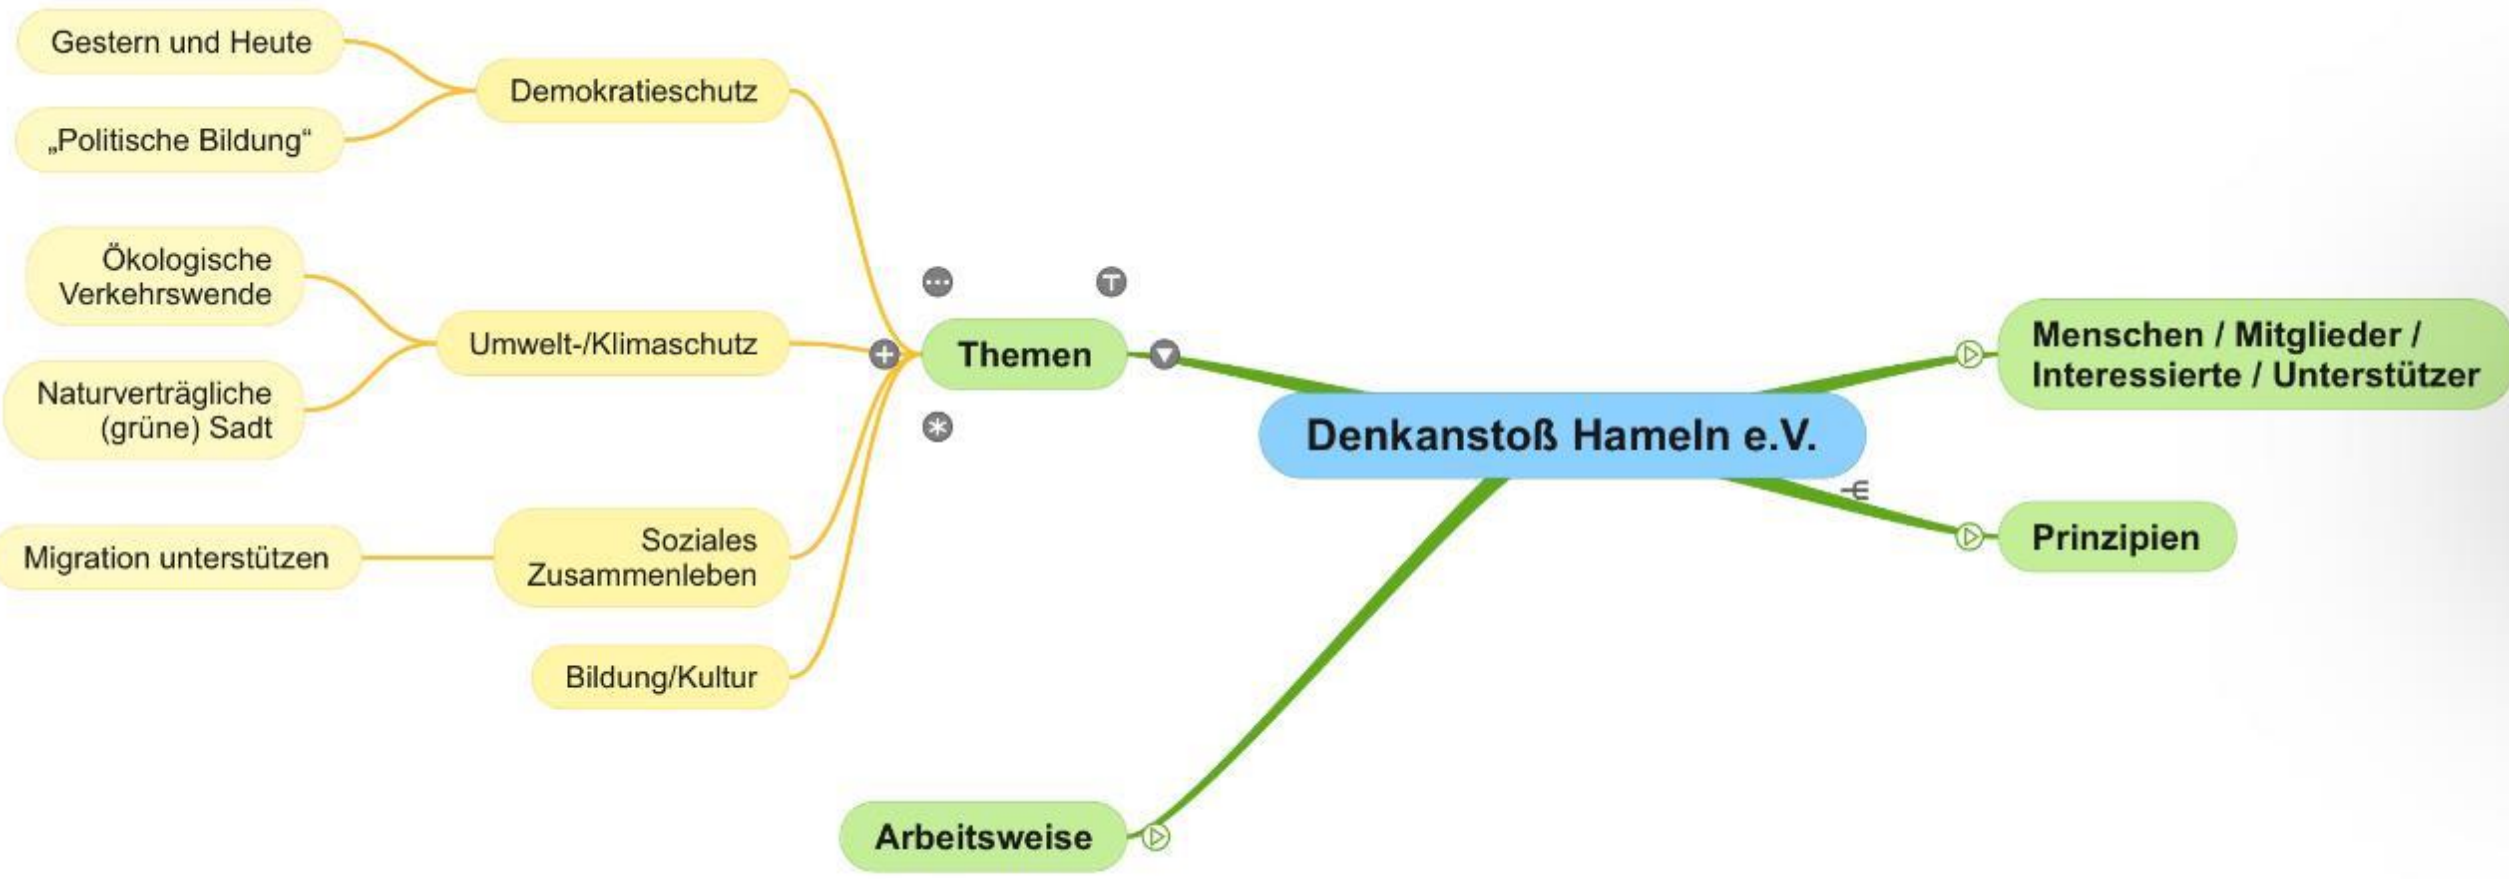 Gestern und Heute
„Politische Bildung“
Demokratieschutz
Ökologische
Verkehrswende
Naturverträgliche
(grüne) Sadt
Umwelt-/Klimaschutz
Migration unterstützen
Soziales
Zusammenleben
Bildung/Kultur
Themen
Arbeitsweise
Denkanstoß Hameln e.V.
Menschen / Mitglieder /
Interessierte / Unterstützer
Prinzipien